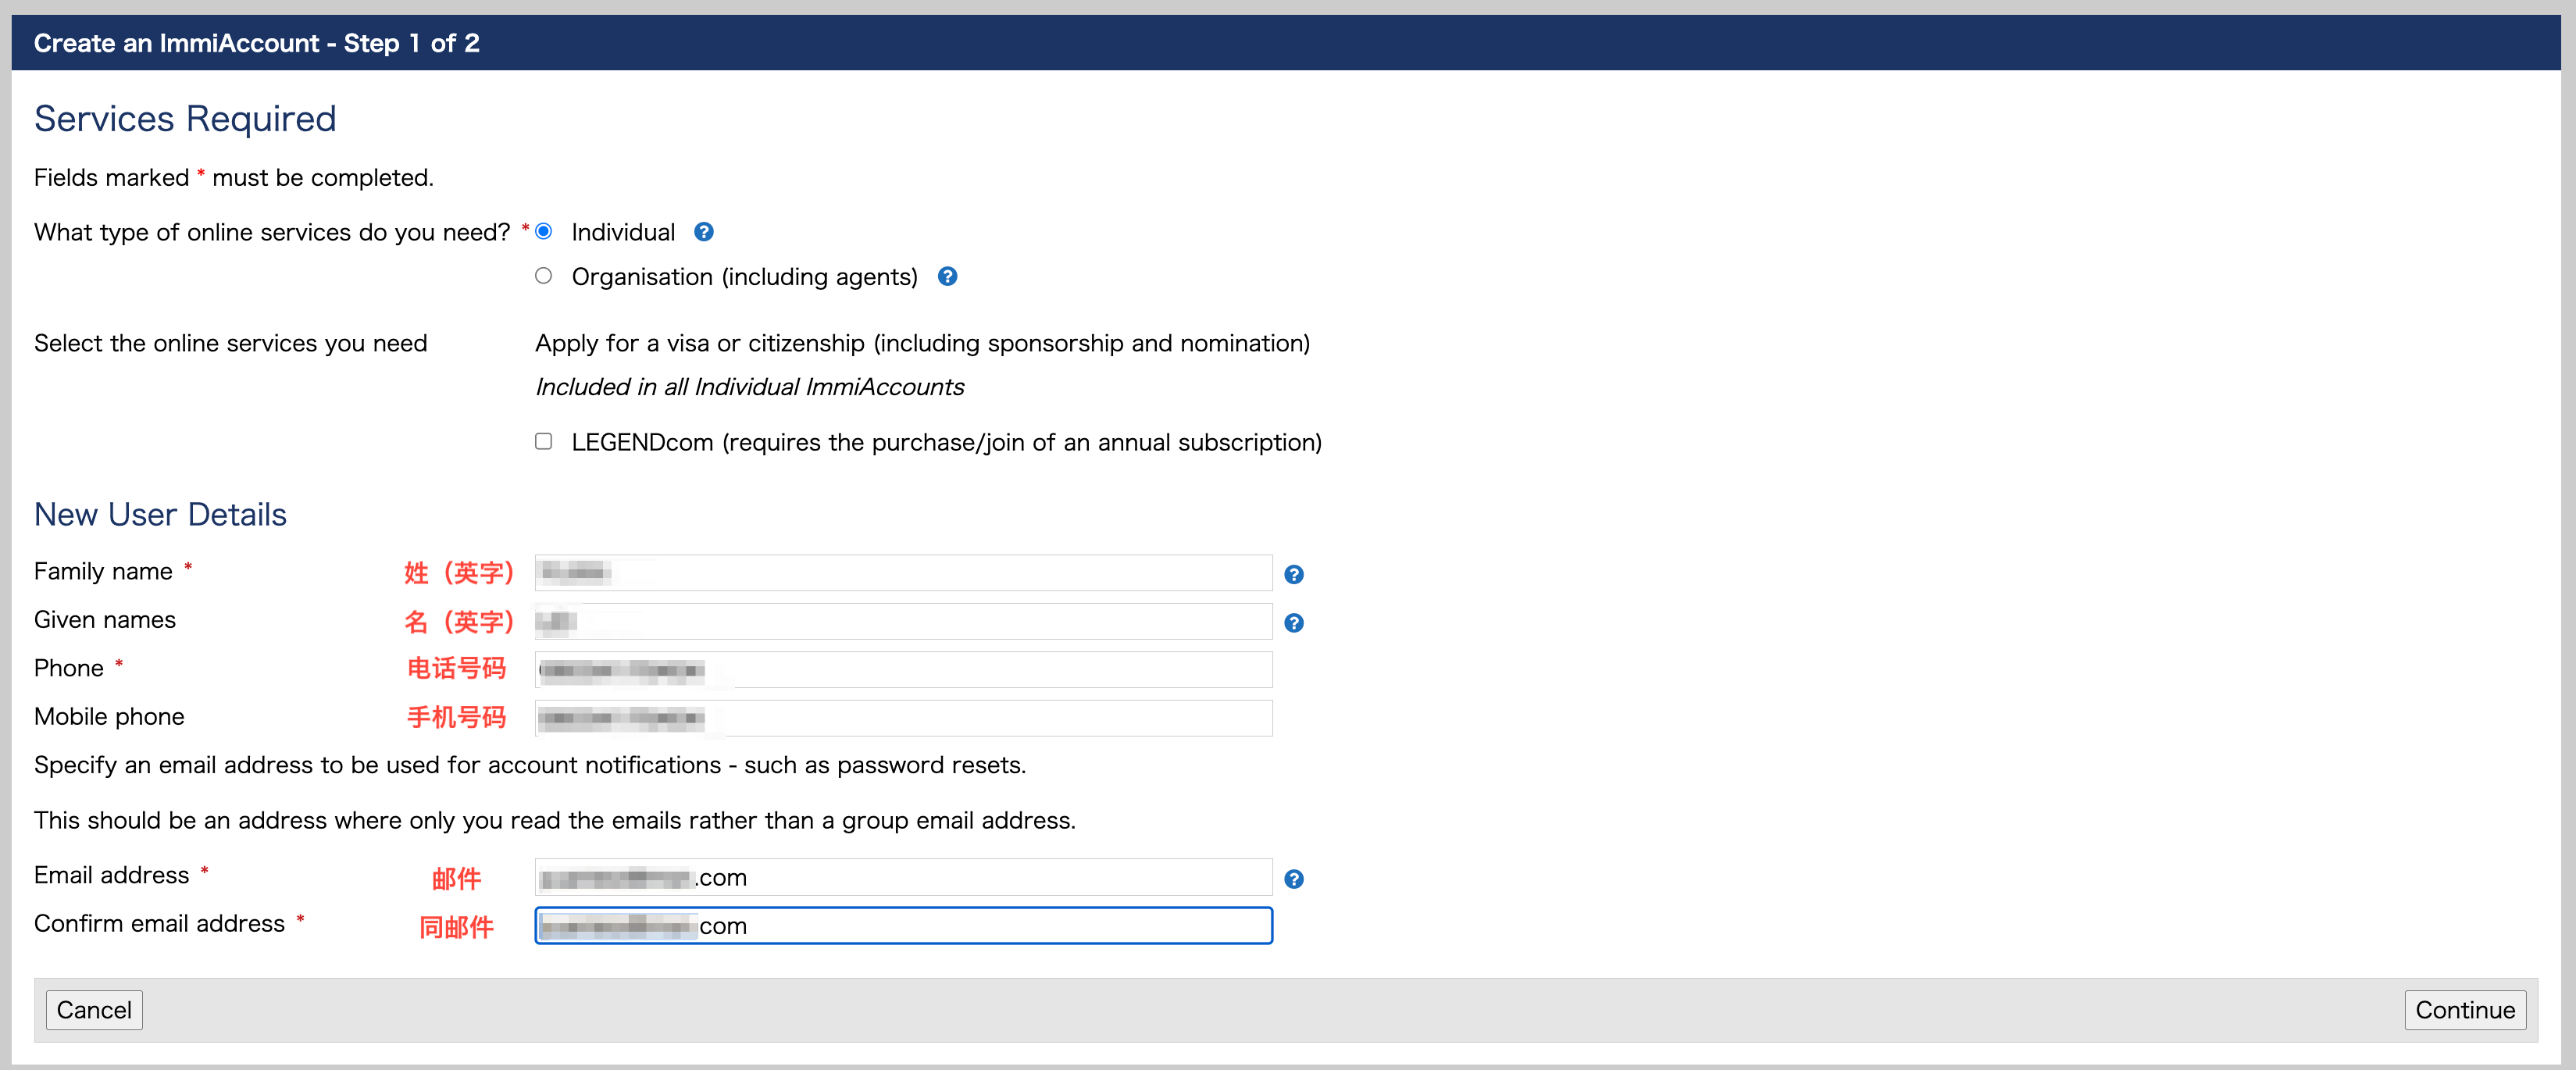 Create an ImmiAccount - Step 1 of 2
Services Required
Fields marked * must be completed.
What type of online services do you need? * Individual ?
Organisation (including agents) ?
Select the online services you need Apply for a visa or citizenship (including sponsorship and nomination)
Included in all Individual ImmiAccounts
LEGENDcom (requires the purchase/join of an annual subscription)
New User Details
Family name * 姓（英字） ?
Given names 名（英字） ?
Phone * 电话号码
Mobile phone 手机号码
Specify an email address to be used for account notifications - such as password resets.
This should be an address where only you read the emails rather than a group email address.
Email address * 邮件 .com ?
Confirm email address * 同邮件 com
Cancel Continue